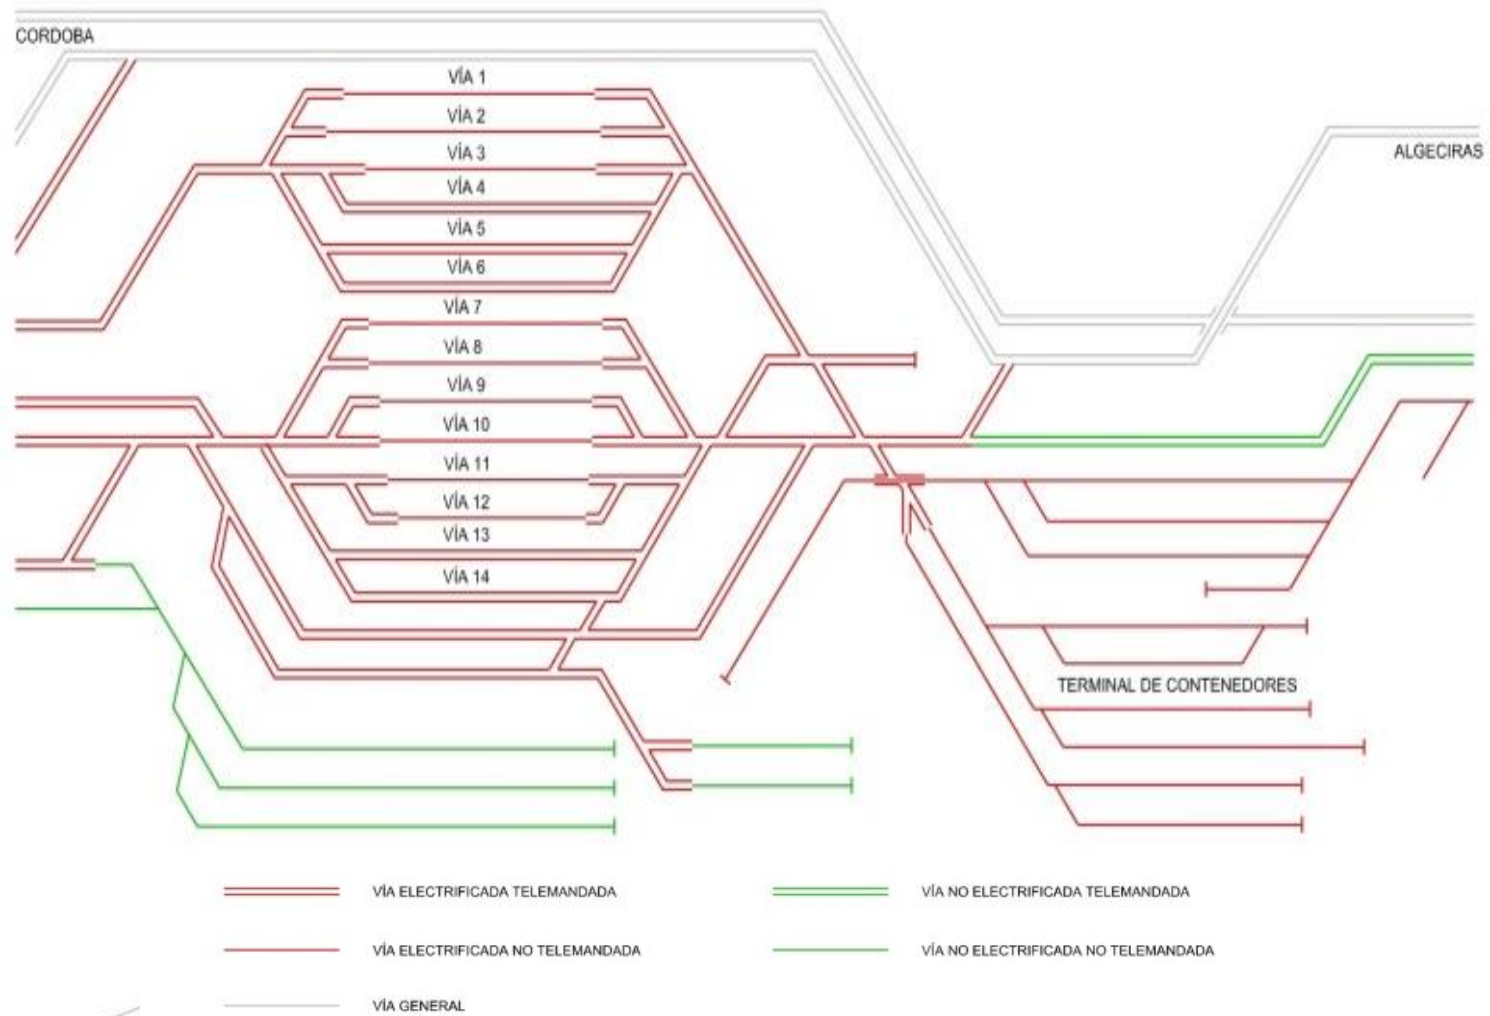 CORDOBA
VÍA 1
VÍA 2
VÍA 3
ALGECIRAS
VÍA 4
VÍA 5
VÍA 6
VÍA 7
VÍA 8
VÍA 9
VÍA 10
VÍA 11
VÍA 12
VÍA 13
VÍA 14
TERMINAL DE CONTENEDORES
VÍA ELECTRIFICADA TELEMANDADA
VÍA NO ELECTRIFICADA TELEMANDADA
VÍA ELECTRIFICADA NO TELEMANDADA
VÍA NO ELECTRIFICADA NO TELEMANDADA
VÍA GENERAL